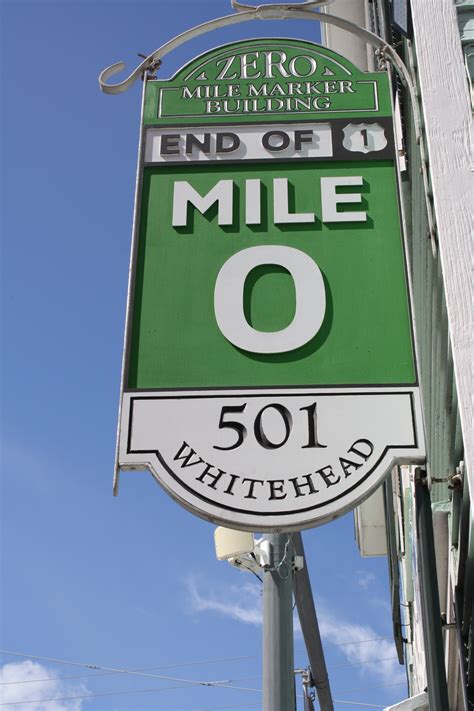 ZERO
MILE MARKER
BUILDING
END OF 1
MILE
0
501
WHITEHEAD